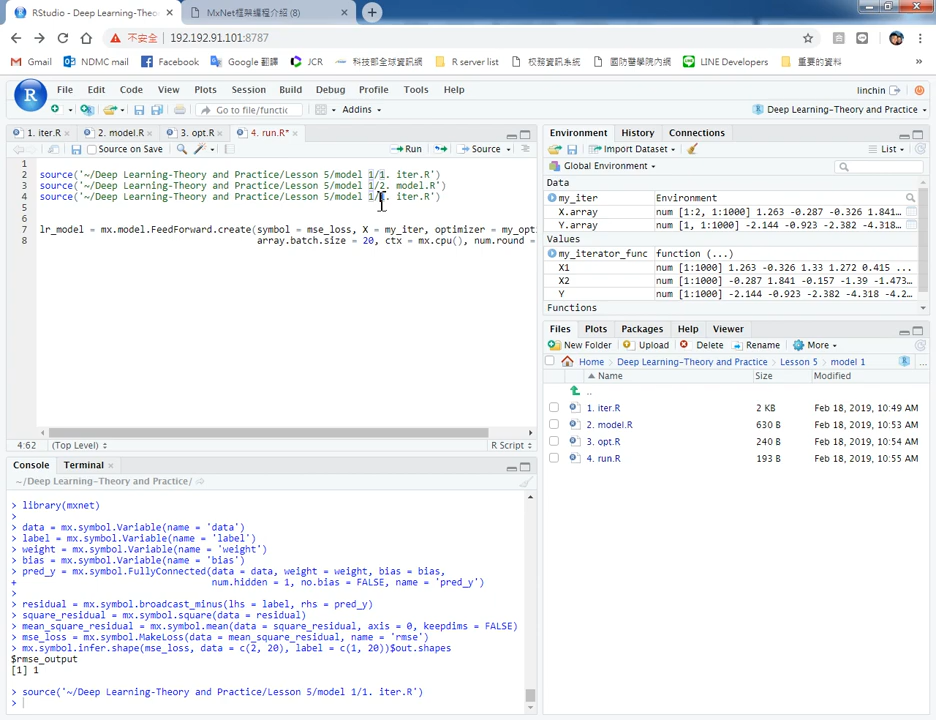 RStudio - Deep Learning-Theo
MxNet框架編程介紹 (8)
不安全 192.192.91.101:8787
Gmail NDMC mail Facebook Google 翻譯 JCR 科技部全球資訊網 R server list 校務資訊系統 國防醫學院內網 LINE Developers 重要的資料
R File Edit Code View Plots Session Build Debug Profile Tools Help linchin
Go to file/function Addins Deep Learning-Theory and Practice
1. iter.R 2. model.R 3. opt.R 4. run.R*
Source on Save Run Source
1
2 source('~/Deep Learning-Theory and Practice/Lesson 5/model 1/1. iter.R')
3 source('~/Deep Learning-Theory and Practice/Lesson 5/model 1/2. model.R')
4 source('~/Deep Learning-Theory and Practice/Lesson 5/model 1/1. iter.R')
5
6
7 lr_model = mx.model.FeedForward.create(symbol = mse_loss, X = my_iter, optimizer = my_opt
8 array.batch.size = 20, ctx = mx.cpu(), num.round =
4:62 (Top Level) R Script
Console Terminal
~/Deep Learning-Theory and Practice/
> library(mxnet)
>
> data = mx.symbol.Variable(name = 'data')
> label = mx.symbol.Variable(name = 'label')
> weight = mx.symbol.Variable(name = 'weight')
> bias = mx.symbol.Variable(name = 'bias')
> pred_y = mx.symbol.FullyConnected(data = data, weight = weight, bias = bias,
+ num.hidden = 1, no.bias = FALSE, name = 'pred_y')
>
> residual = mx.symbol.broadcast_minus(lhs = label, rhs = pred_y)
> square_residual = mx.symbol.square(data = residual)
> mean_square_residual = mx.symbol.mean(data = square_residual, axis = 0, keepdims = FALSE)
> mse_loss = mx.symbol.MakeLoss(data = mean_square_residual, name = 'rmse')
> mx.symbol.infer.shape(mse_loss, data = c(2, 20), label = c(1, 20))$out.shapes
$rmse_output
[1] 1
> source('~/Deep Learning-Theory and Practice/Lesson 5/model 1/1. iter.R')
>
Environment History Connections
Import Dataset List
Global Environment
Data
my_iter Environment
X.array num [1:2, 1:1000] 1.263 -0.287 -0.326 1.841...
Y.array num [1, 1:1000] -2.144 -0.923 -2.382 -4.318...
Values
my_iterator_func function (...)
X1 num [1:1000] 1.263 -0.326 1.33 1.272 0.415 ...
X2 num [1:1000] -0.287 1.841 -0.157 -1.39 -1.473...
Y num [1:1000] -2.144 -0.923 -2.382 -4.318 -4.2...
Functions
Files Plots Packages Help Viewer
New Folder Upload Delete Rename More
Home Deep Learning-Theory and Practice Lesson 5 model 1
Name Size Modified
..
1. iter.R 2 KB Feb 18, 2019, 10:49 AM
2. model.R 630 B Feb 18, 2019, 10:53 AM
3. opt.R 240 B Feb 18, 2019, 10:54 AM
4. run.R 193 B Feb 18, 2019, 10:55 AM